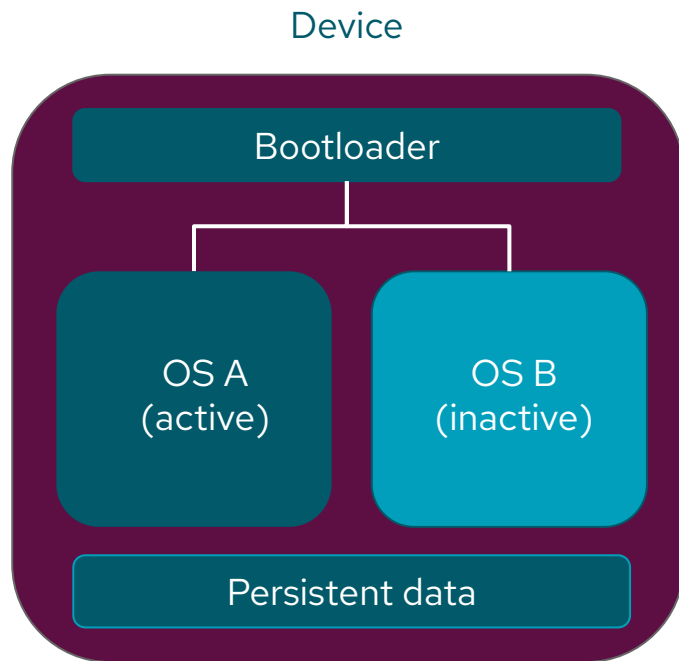 Device
Bootloader
OS A
(active)
OS B
(inactive)
Persistent data